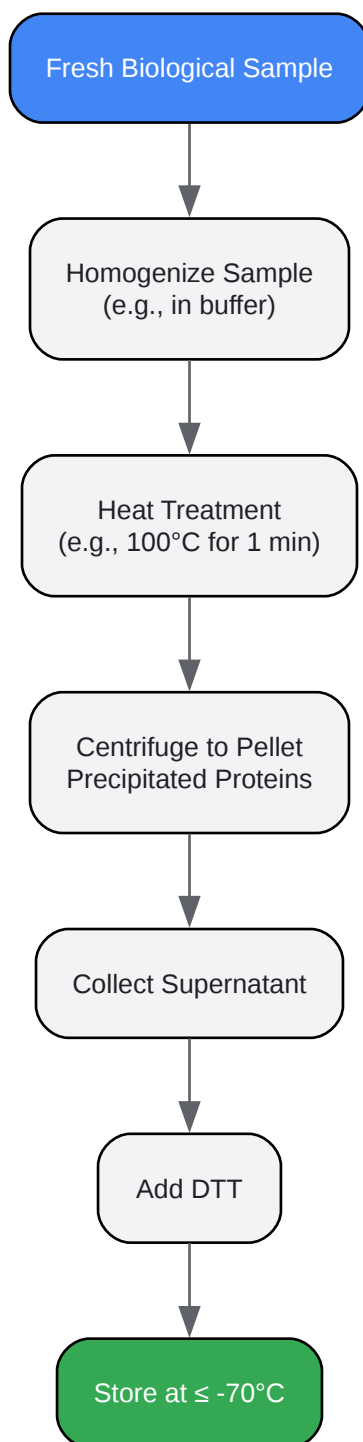 Fresh Biological Sample
Homogenize Sample
(e.g., in buffer)
Heat Treatment
(e.g., 100°C for 1 min)
Centrifuge to Pellet
Precipitated Proteins
Collect Supernatant
Add DTT
Store at ≤ -70°C